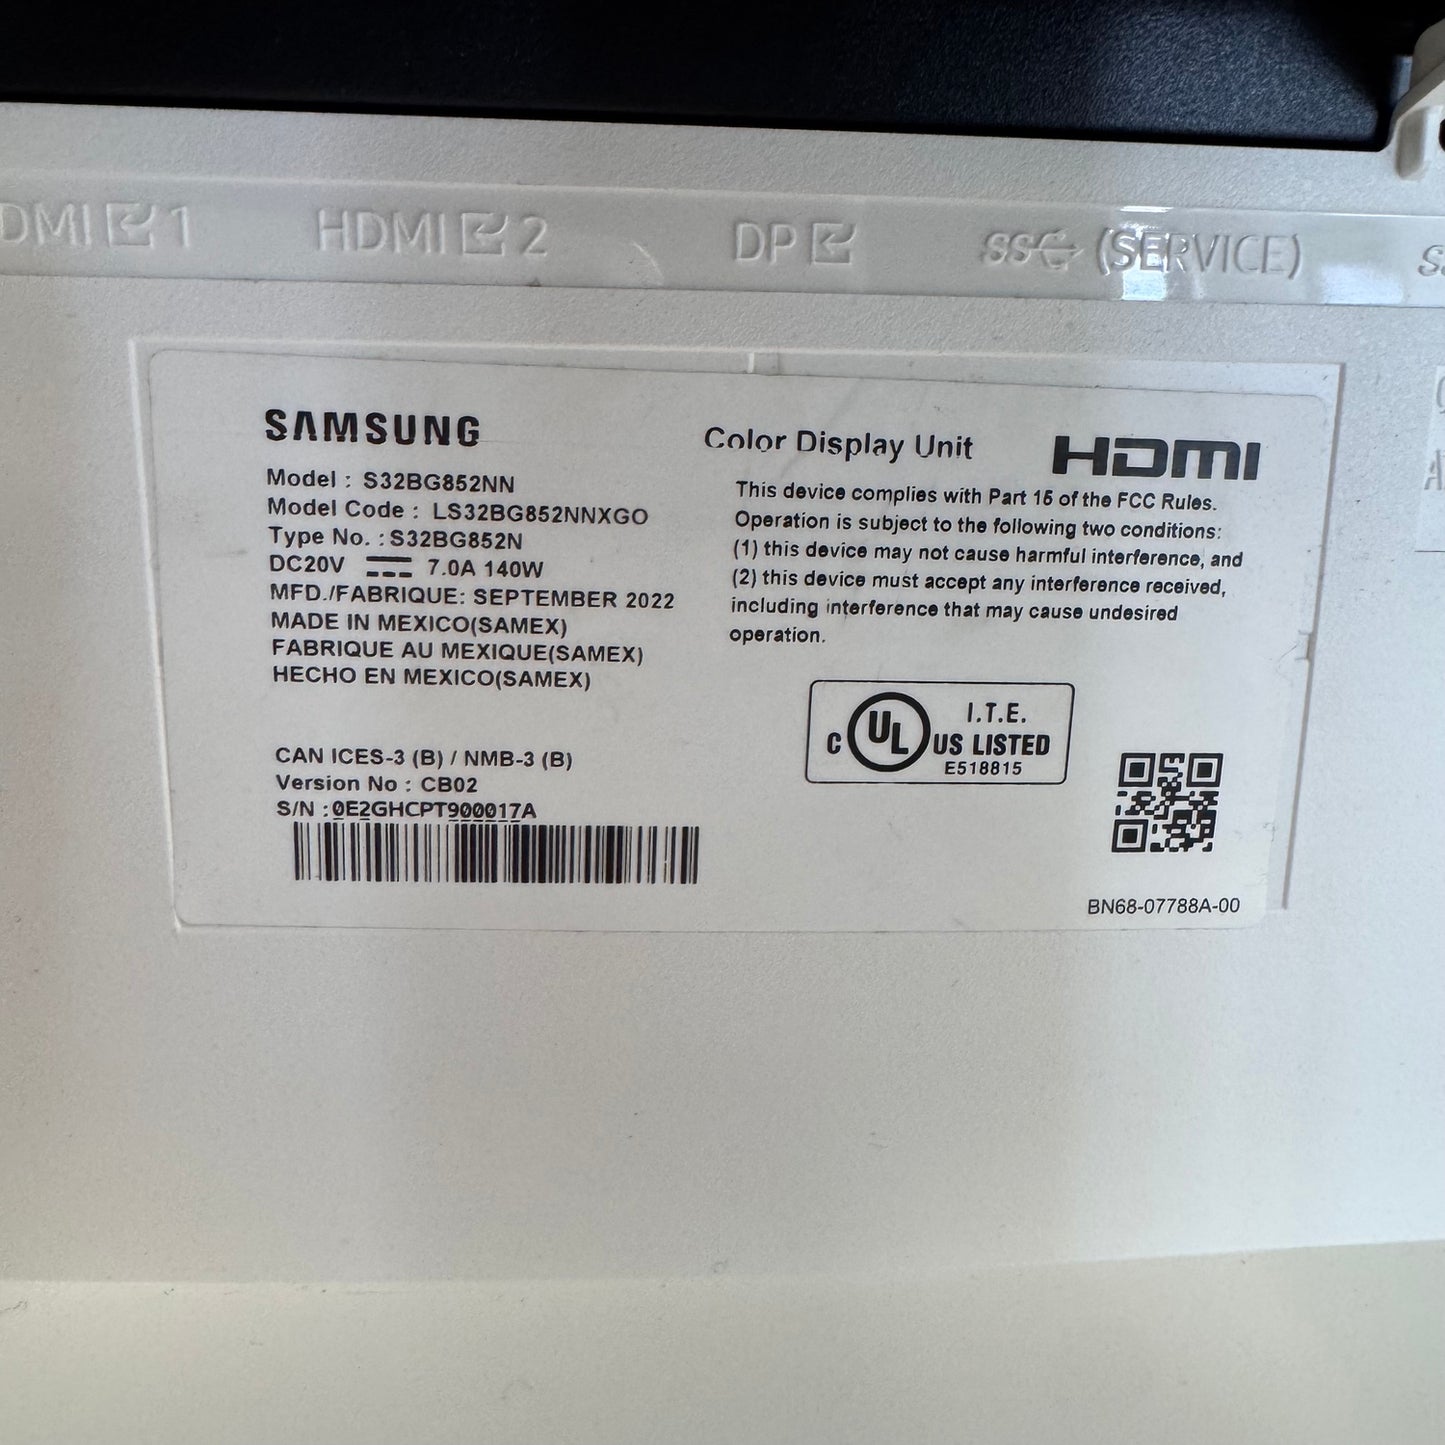 DMI 1
HDMI 2
DP
SS (SERVICE)
SAMSUNG
Model : S32BG852NN
Model Code : LS32BG852NNXGO
Type No. : S32BG852N
DC20V 7.0A 140W
MFD./FABRIQUE: SEPTEMBER 2022
MADE IN MEXICO(SAMEX)
FABRIQUE AU MEXIQUE(SAMEX)
HECHO EN MEXICO(SAMEX)
CAN ICES-3 (B) / NMB-3 (B)
Version No : CB02
S/N : 0E2GHCPT900017A
Color Display Unit
HDMI
This device complies with Part 15 of the FCC Rules.
Operation is subject to the following two conditions:
(1) this device may not cause harmful interference, and
(2) this device must accept any interference received,
including interference that may cause undesired
operation.
C UL US LISTED
I.T.E.
E518815
BN68-07788A-00